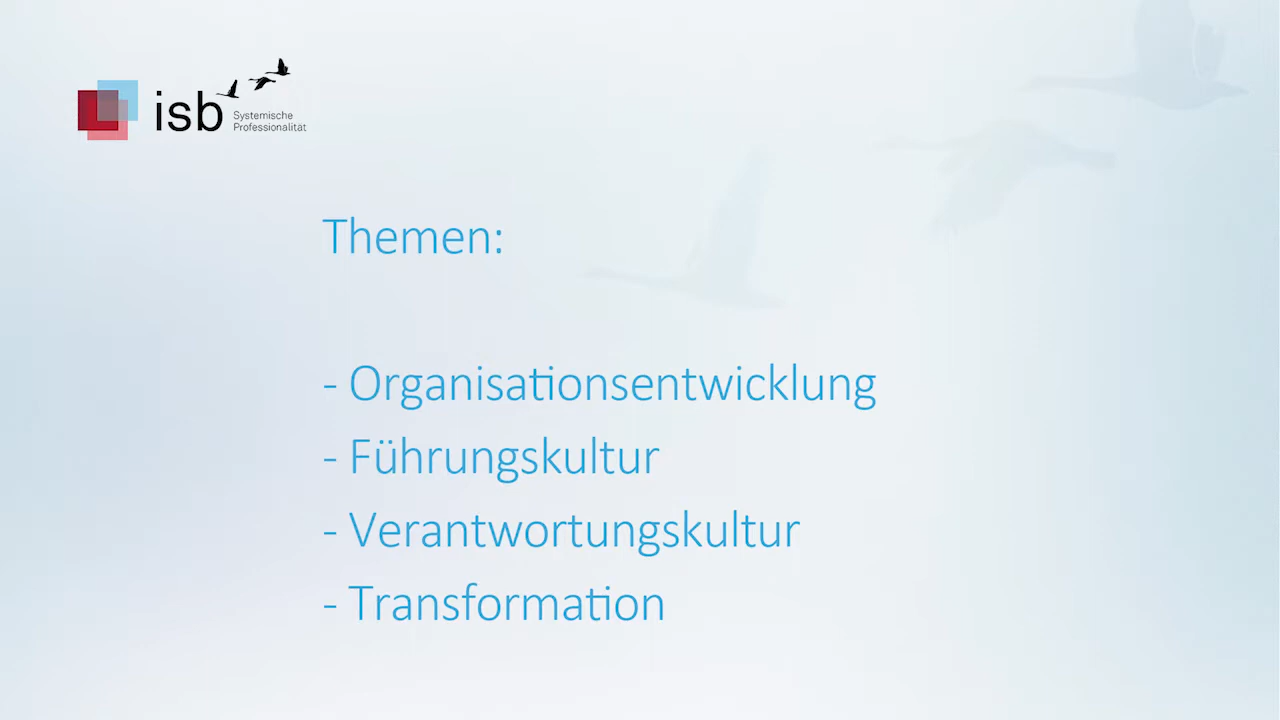 isb
Systemische
Professionalität
Themen:
- Organisationsentwicklung
- Führungskultur
- Verantwortungskultur
- Transformation